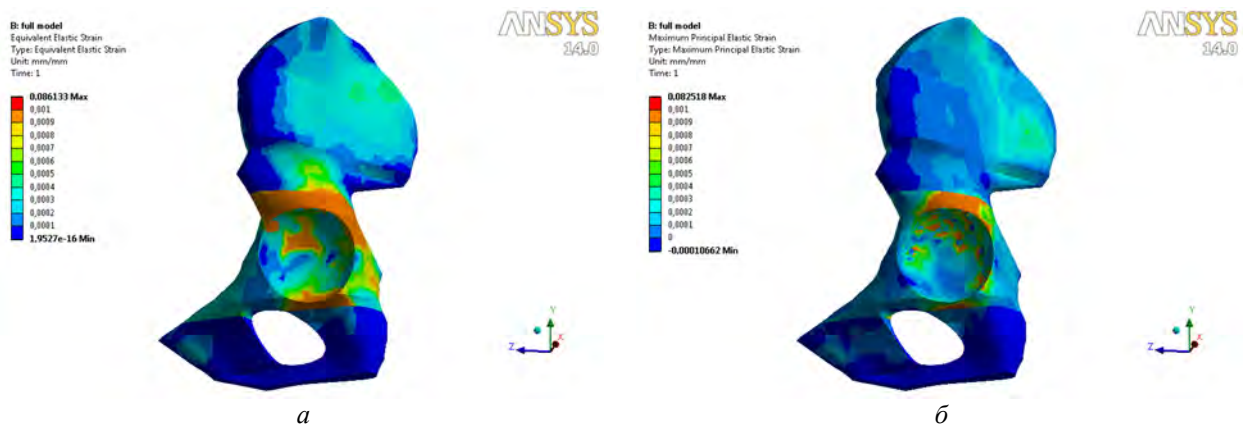 B: full model
Equivalent Elastic Strain
Type: Equivalent Elastic Strain
Unit: mm/mm
Time: 1
0.086133 Max
0,001
0,0009
0,0008
0,0007
0,0006
0,0005
0,0004
0,0003
0,0002
0,0001
1.9527e-16 Min
ANSYS
14.0
Y
Z
X
а
B: full model
Maximum Principal Elastic Strain
Type: Maximum Principal Elastic Strain
Unit: mm/mm
Time: 1
0.082518 Max
0,001
0,0009
0,0008
0,0007
0,0006
0,0005
0,0004
0,0003
0,0002
0,0001
0
-0.00010662 Min
ANSYS
14.0
Y
Z
X
б